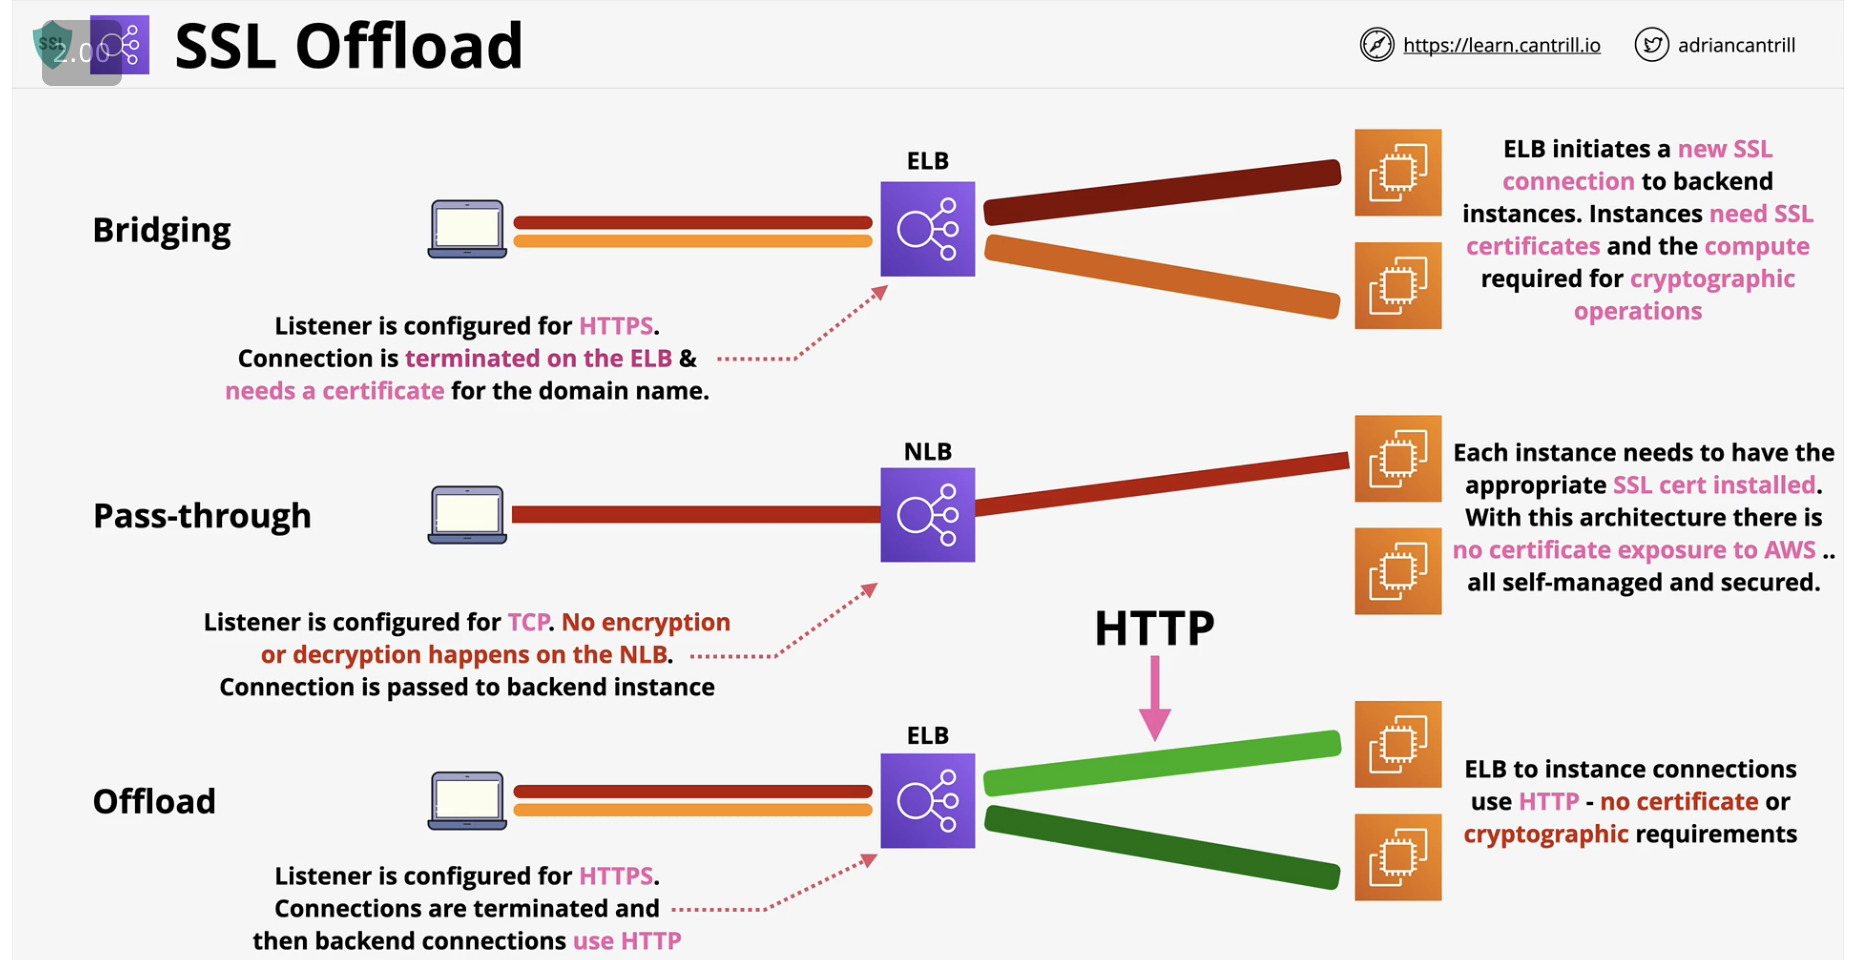 SSL
2.00
SSL Offload
https://learn.cantrill.io
adriancantrill
ELB
Bridging
ELB initiates a new SSL
connection to backend
instances. Instances need SSL
certificates and the compute
required for cryptographic
operations
Listener is configured for HTTPS.
Connection is terminated on the ELB &
needs a certificate for the domain name.
NLB
Pass-through
Each instance needs to have the
appropriate SSL cert installed.
With this architecture there is
no certificate exposure to AWS ..
all self-managed and secured.
Listener is configured for TCP. No encryption
or decryption happens on the NLB.
Connection is passed to backend instance
HTTP
ELB
Offload
ELB to instance connections
use HTTP - no certificate or
cryptographic requirements
Listener is configured for HTTPS.
Connections are terminated and
then backend connections use HTTP